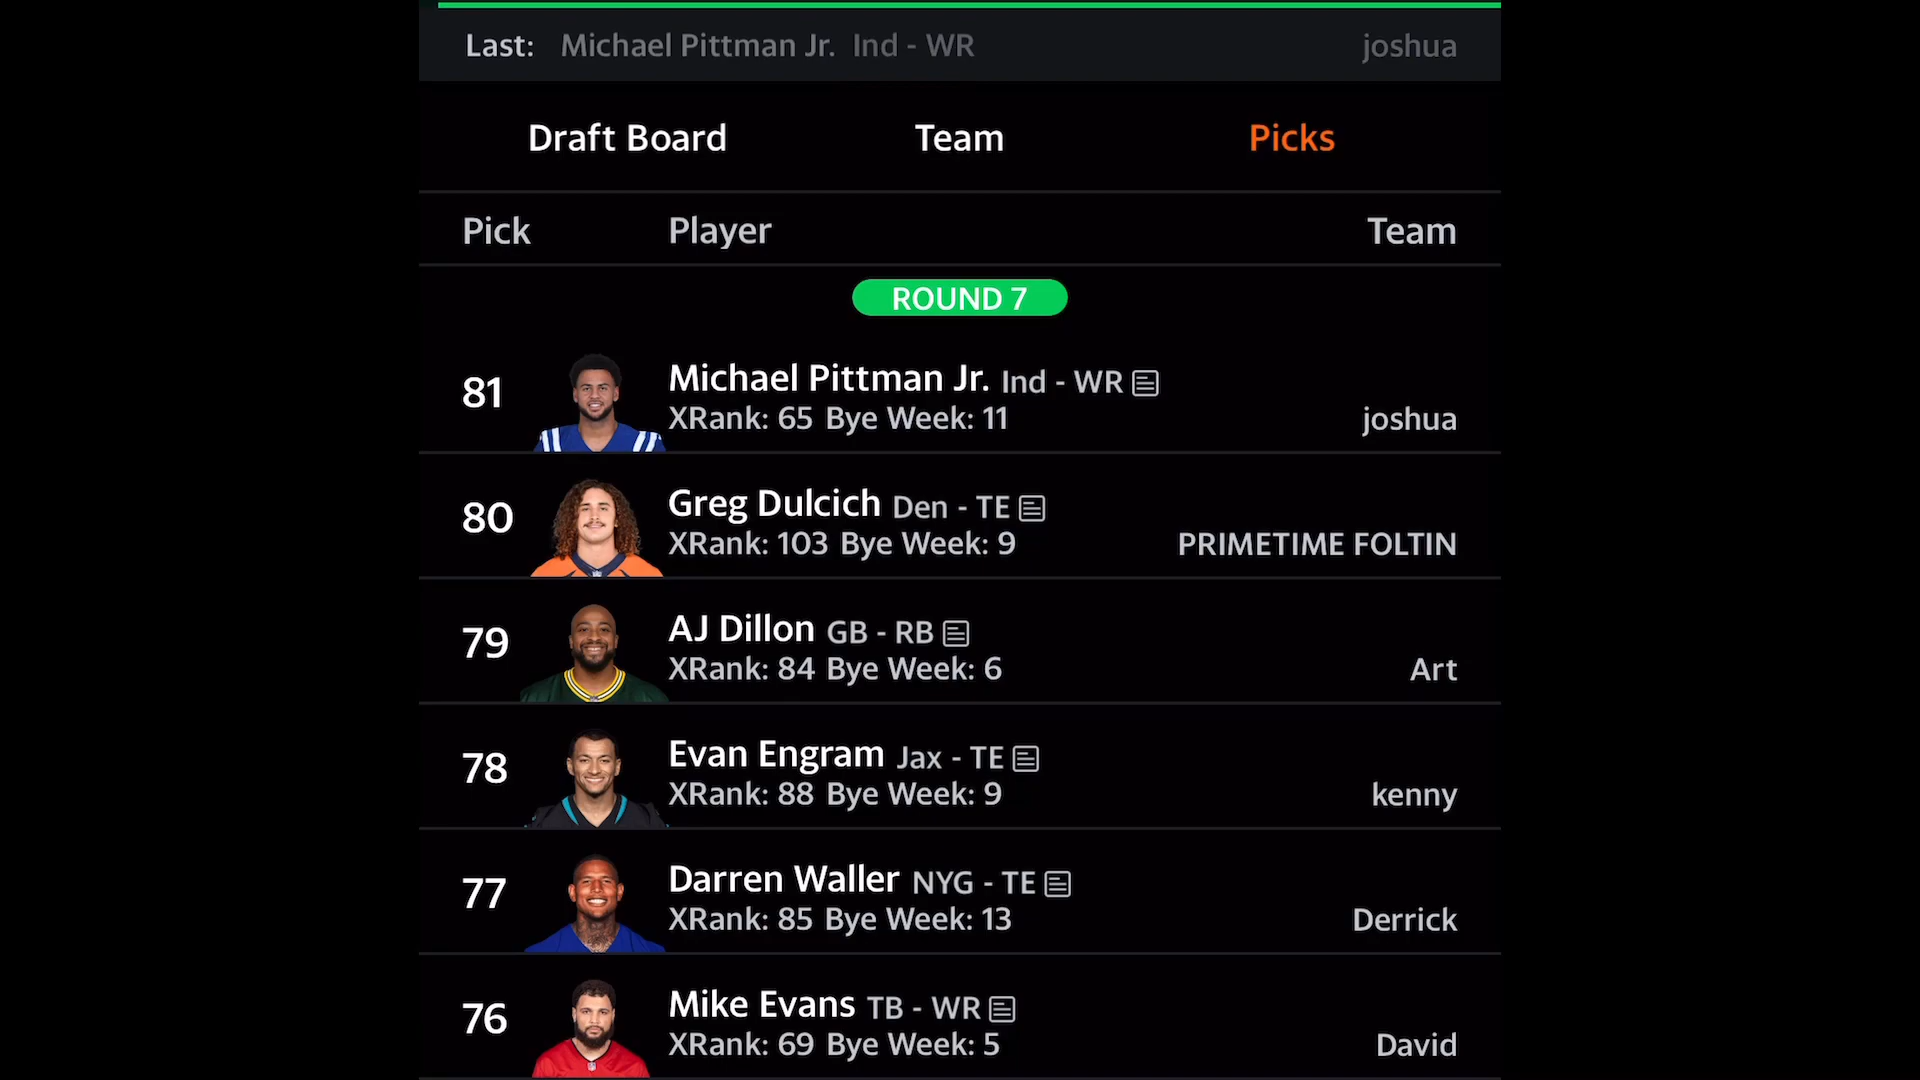 Last: Michael Pittman Jr. Ind - WR joshua
Draft Board Team Picks
Pick Player Team
ROUND 7
81 Michael Pittman Jr. Ind - WR
XRank: 65 Bye Week: 11 joshua
80 Greg Dulcich Den - TE
XRank: 103 Bye Week: 9 PRIMETIME FOLTIN
79 AJ Dillon GB - RB
XRank: 84 Bye Week: 6 Art
78 Evan Engram Jax - TE
XRank: 88 Bye Week: 9 kenny
77 Darren Waller NYG - TE
XRank: 85 Bye Week: 13 Derrick
76 Mike Evans TB - WR
XRank: 69 Bye Week: 5 David